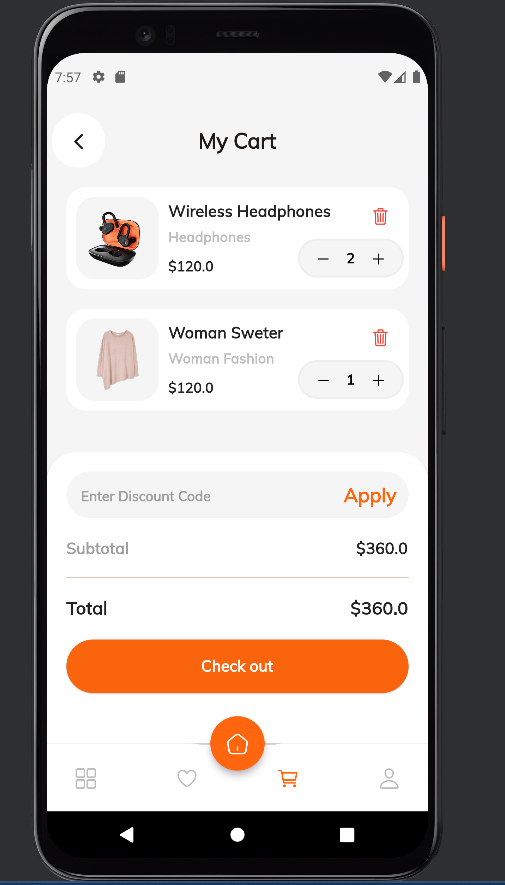 7:57
My Cart
Wireless Headphones
Headphones
$120.0
2
Woman Sweter
Woman Fashion
$120.0
1
Enter Discount Code
Apply
Subtotal
$360.0
Total
$360.0
Check out